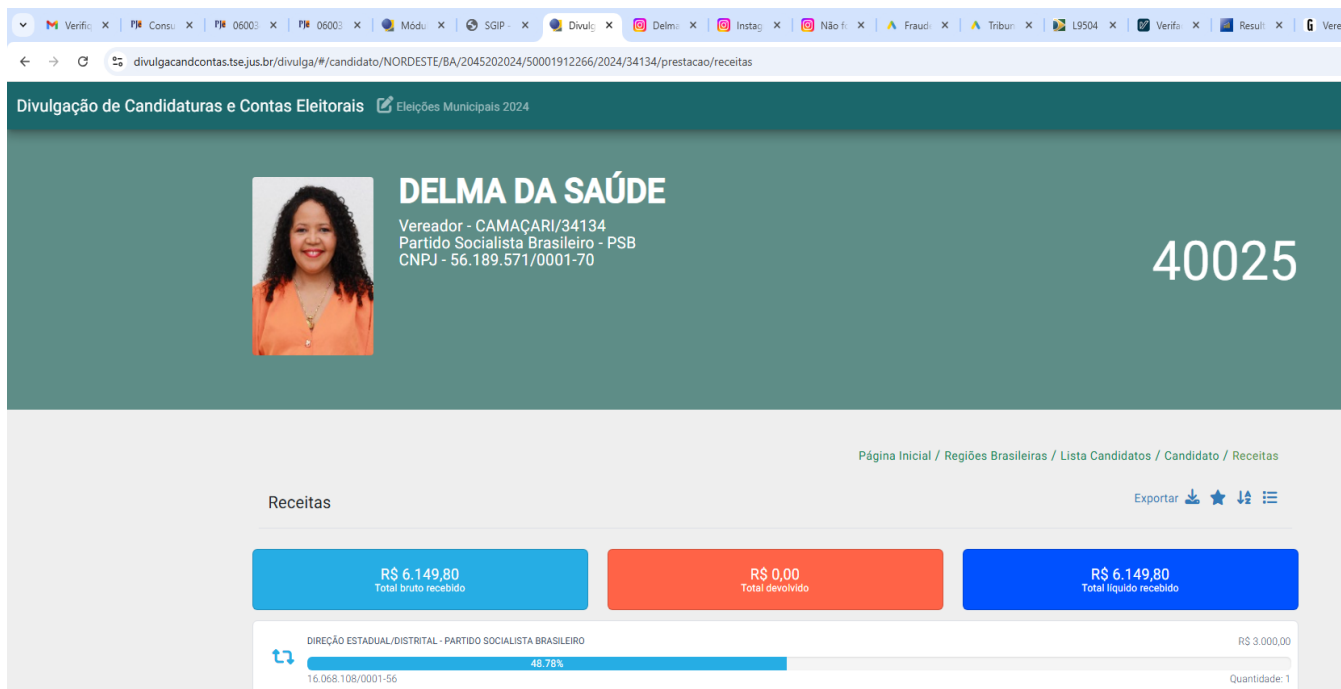 Verific PJe Consu PJe 06003 PJe 06003 Módu SGIP - Divulg Delma Instag Não fo Fraude Tribun L9504 Verifa Result G Vere
divulgacandcontas.tse.jus.br/divulga/#/candidato/NORDESTE/BA/2045202024/50001912266/2024/34134/prestacao/receitas
Divulgação de Candidaturas e Contas Eleitorais Eleições Municipais 2024
DELMA DA SAÚDE
Vereador - CAMAÇARI/34134
Partido Socialista Brasileiro - PSB
CNPJ - 56.189.571/0001-70
40025
Página Inicial / Regiões Brasileiras / Lista Candidatos / Candidato / Receitas
Receitas Exportar
R$ 6.149,80 R$ 0,00 R$ 6.149,80
Total bruto recebido Total devolvido Total líquido recebido
DIREÇÃO ESTADUAL/DISTRITAL - PARTIDO SOCIALISTA BRASILEIRO R$ 3.000,00
48.78%
16.068.108/0001-56 Quantidade: 1